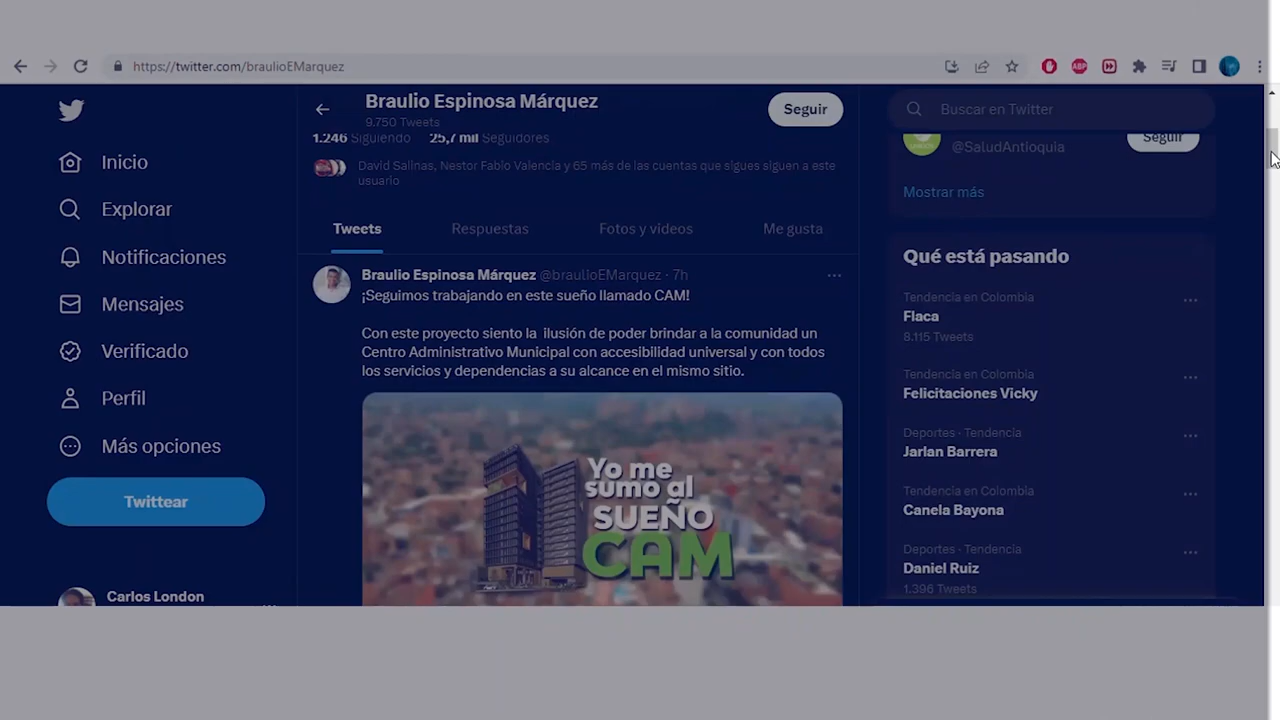 https://twitter.com/braulioEMarquez
Inicio
Explorar
Notificaciones
Mensajes
Verificado
Perfil
Más opciones
Twittear
Carlos London
Braulio Espinosa Márquez
9.750 Tweets
Seguir
1.246 Siguiendo 25,7 mil Seguidores
David Salinas, Nestor Fabio Valencia y 65 más de las cuentas que sigues siguen a este
usuario
Tweets Respuestas Fotos y videos Me gusta
Braulio Espinosa Márquez @braulioEMarquez · 7h
¡Seguimos trabajando en este sueño llamado CAM!
Con este proyecto siento la ilusión de poder brindar a la comunidad un
Centro Administrativo Municipal con accesibilidad universal y con todos
los servicios y dependencias a su alcance en el mismo sitio.
Yo me
sumo al
SUEÑO
CAM
Buscar en Twitter
@SaludAntioquia
Seguir
Mostrar más
Qué está pasando
Tendencia en Colombia
Flaca
8.115 Tweets
Tendencia en Colombia
Felicitaciones Vicky
Deportes · Tendencia
Jarlan Barrera
Tendencia en Colombia
Canela Bayona
Deportes · Tendencia
Daniel Ruiz
1.396 Tweets